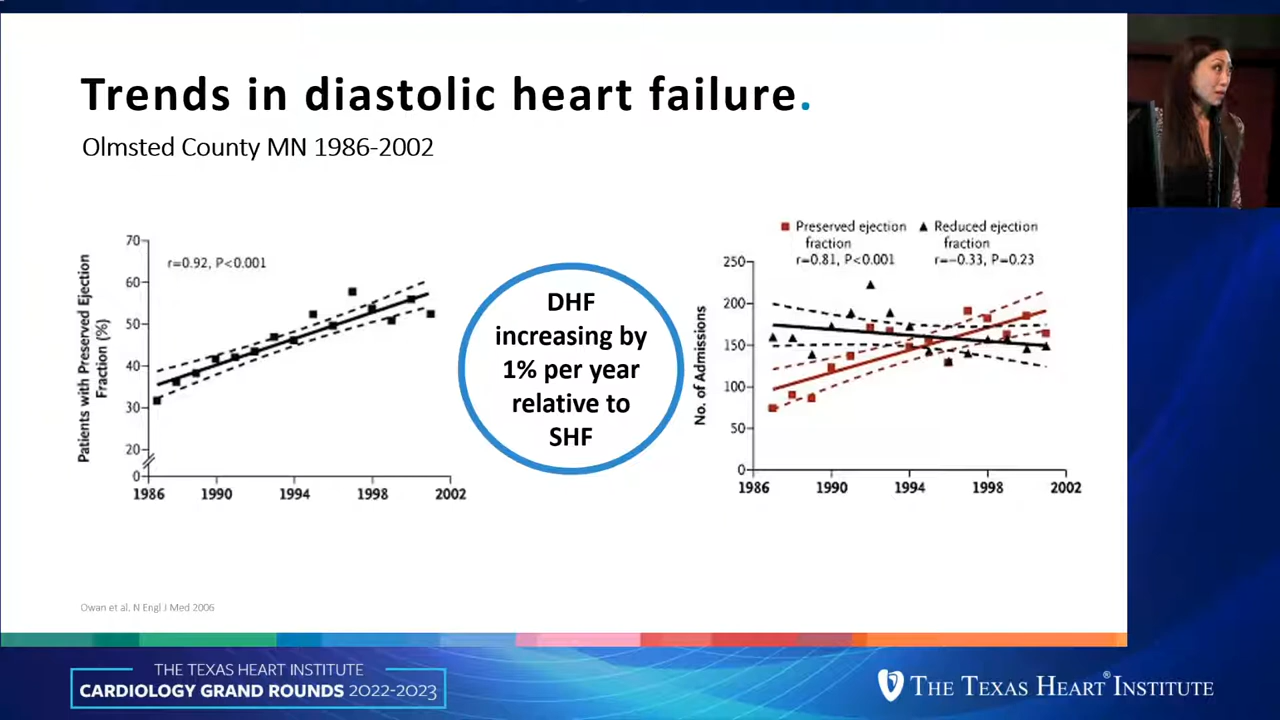 Trends in diastolic heart failure.
Olmsted County MN 1986-2002
Patients with Preserved Ejection
Fraction (%)
r=0.92, P<0.001
70
60
50
40
30
20
0
1986
1990
1994
1998
2002
DHF
increasing by
1% per year
relative to
SHF
Preserved ejection
fraction
r=0.81, P<0.001
Reduced ejection
fraction
r=−0.33, P=0.23
No. of Admissions
250
200
150
100
50
0
1986
1990
1994
1998
2002
Owan et al, N Engl J Med 2006
THE TEXAS HEART INSTITUTE
CARDIOLOGY GRAND ROUNDS 2022-2023
THE TEXAS HEART® INSTITUTE